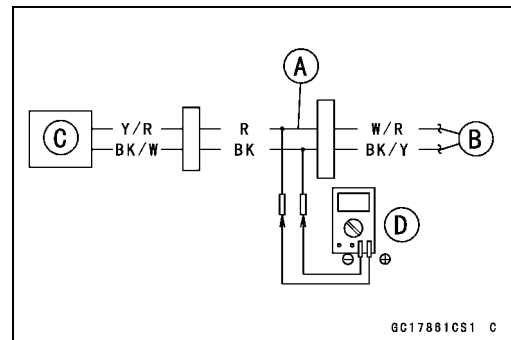 A
Y/R R W/R
C B
BK/W BK BK/Y
D
⊖ ⊕
GC17861CS1 C